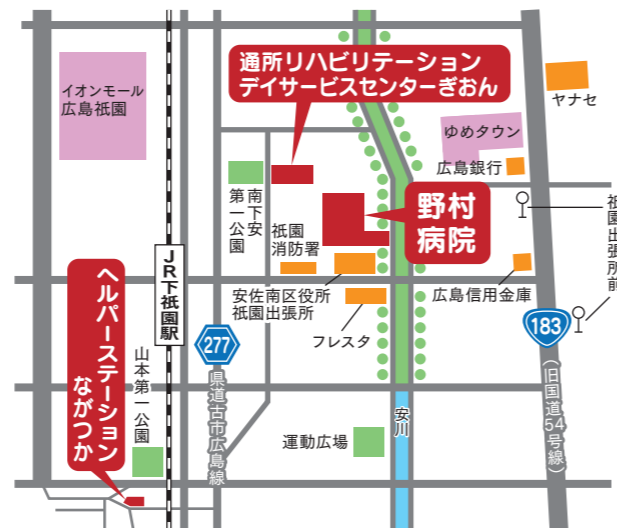 通所リハビリテーション
デイサービスセンターぎおん
イオンモール
広島祇園
ヤナセ
ゆめタウン
広島銀行
南下安
第一公園
祇園
消防署
野村
病院
祇園出張所前
JR下祇園駅
安佐南区役所
祇園出張所
広島信用金庫
フレスタ
183
277
ヘルパーステーション
ながつか
山本第一公園
県道古市広島線
安川
(旧国道54号線)
運動広場